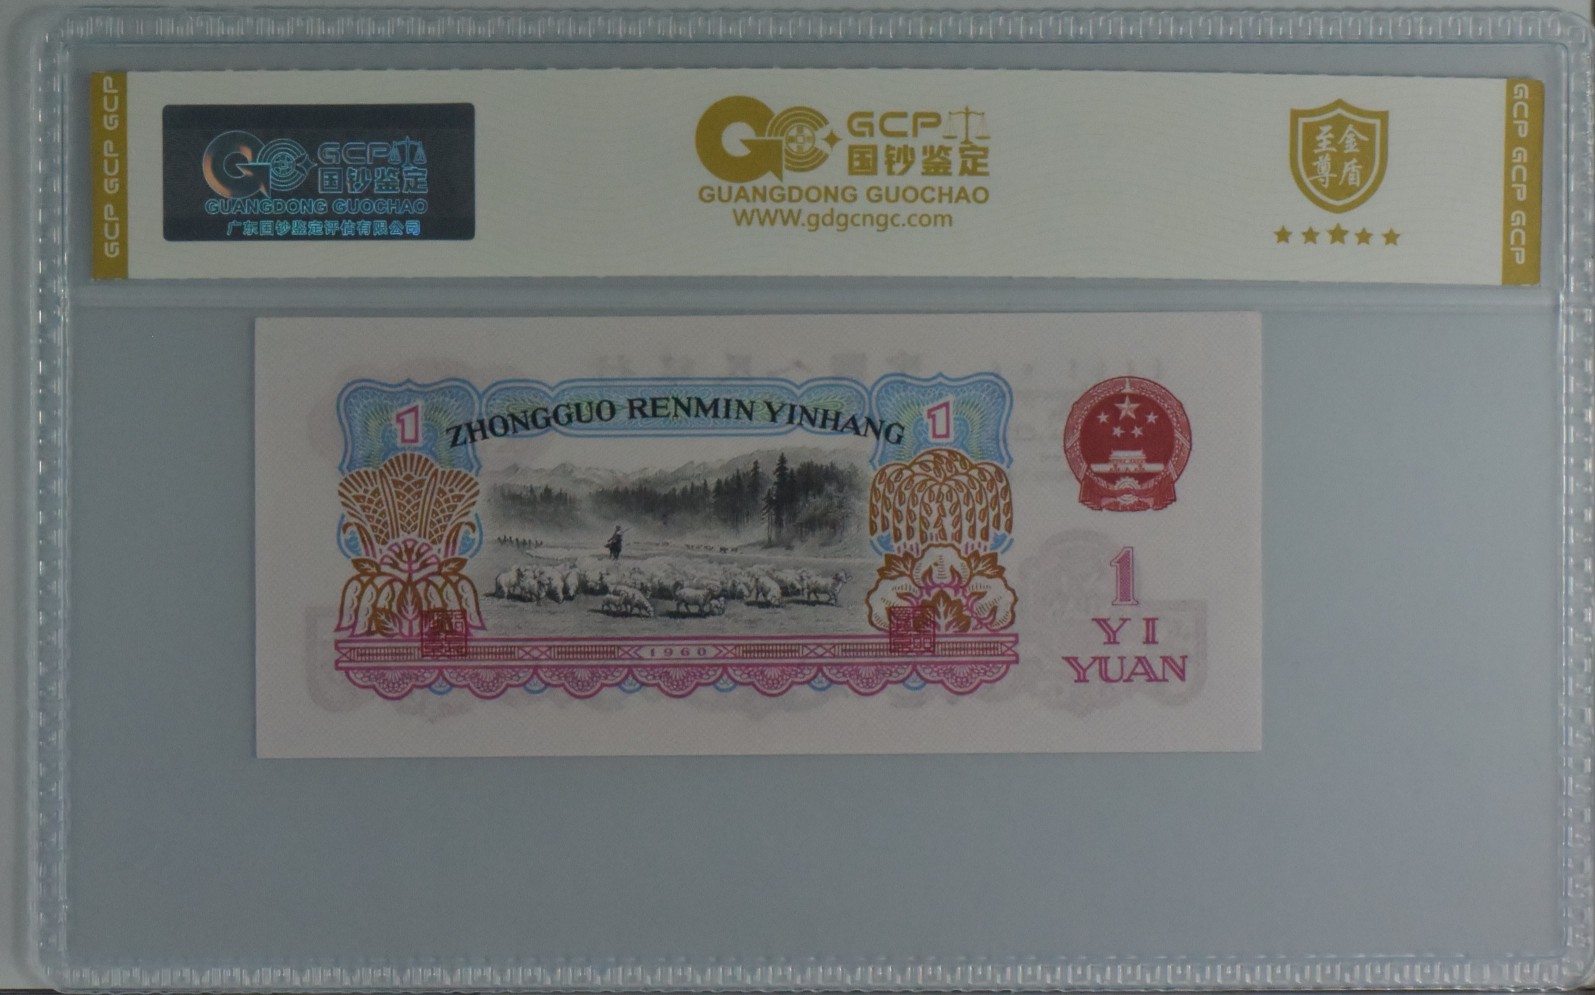 GCP GCP GCP
GCP
国钞鉴定
GUANGDONG GUOCHAO
广东国钞鉴定评估有限公司
GCP
国钞鉴定
GUANGDONG GUOCHAO
WWW.gdgcngc.com
至尊
金盾
GCP GCP GCP
1
ZHONGGUO RENMIN YINHANG
1
1960
1
YI
YUAN